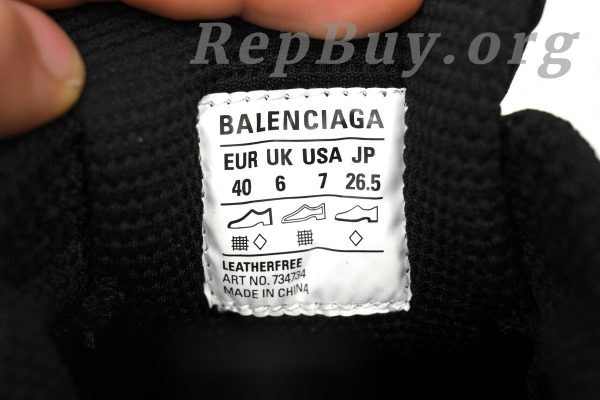 RepBuy.org
BALENCIAGA
EUR UK USA JP
40 6 7 26.5
LEATHERFREE
ART NO. 734734
MADE IN CHINA